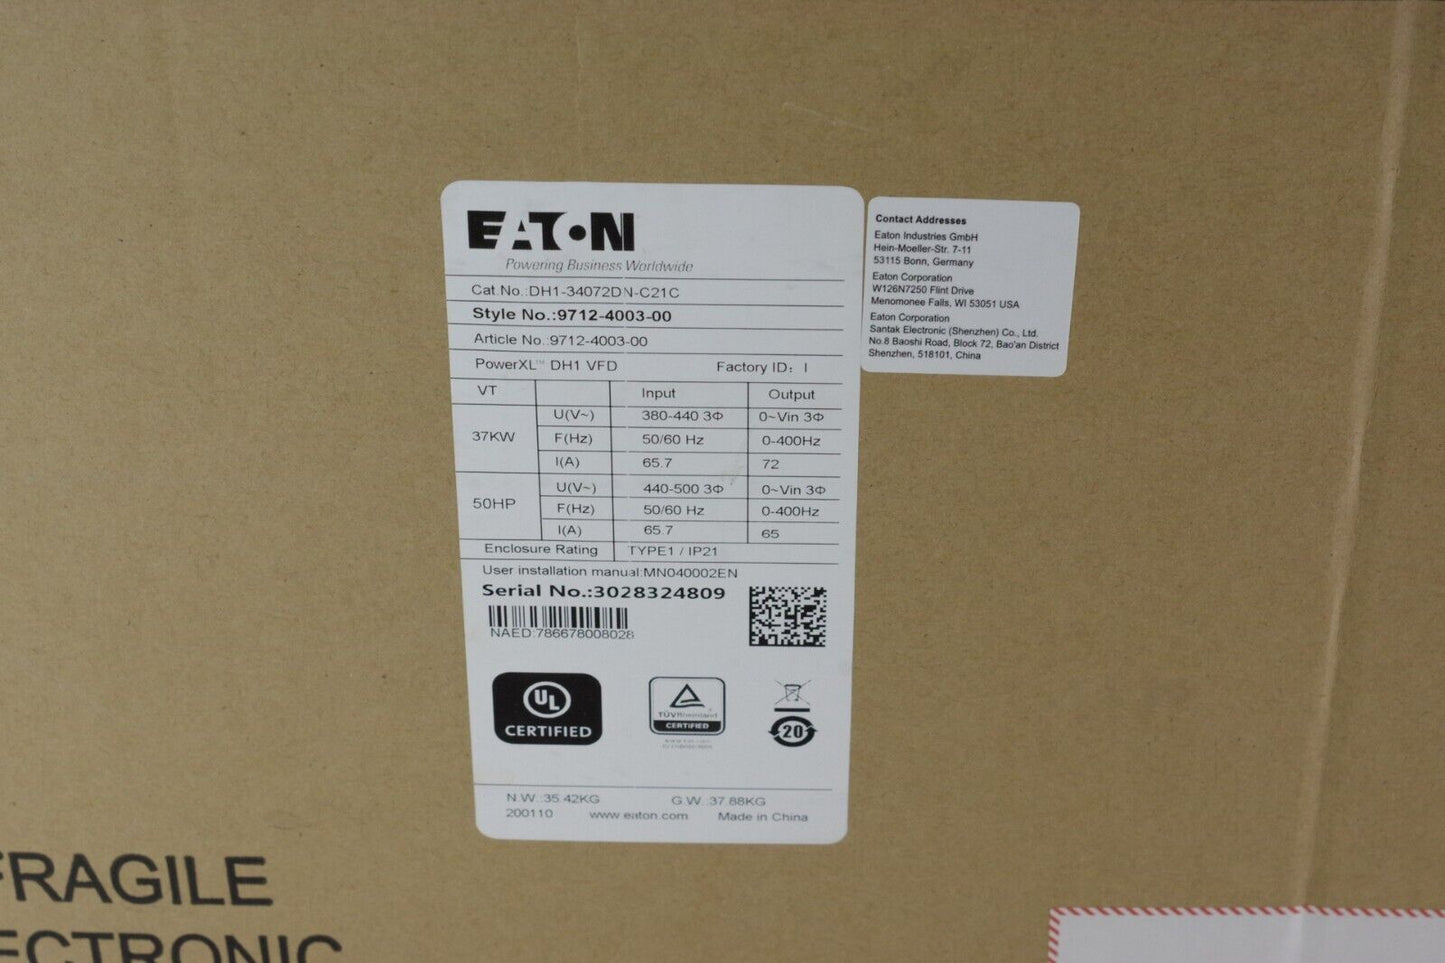 EATON
Powering Business Worldwide
Cat.No.:DH1-34072DN-C21C
Style No.:9712-4003-00
Article No.:9712-4003-00
PowerXL™ DH1 VFD Factory ID: I
VT Input Output
37KW U(V~) 380-440 3Φ 0~Vin 3Φ
F(Hz) 50/60 Hz 0-400Hz
I(A) 65.7 72
50HP U(V~) 440-500 3Φ 0~Vin 3Φ
F(Hz) 50/60 Hz 0-400Hz
I(A) 65.7 65
Enclosure Rating TYPE1 / IP21
User installation manual:MN040002EN
Serial No.:3028324809
NAED:786678008028
UL
CERTIFIED
TÜVRheinland
CERTIFIED
20
N.W.:35.42KG G.W.:37.88KG
200110 www.eaton.com Made in China
Contact Addresses
Eaton Industries GmbH
Hein-Moeller-Str. 7-11
53115 Bonn, Germany
Eaton Corporation
W126N7250 Flint Drive
Menomonee Falls, WI 53051 USA
Eaton Corporation
Santak Electronic (Shenzhen) Co., Ltd.
No.8 Baoshi Road, Block 72, Bao'an District
Shenzhen, 518101, China
FRAGILE
ECTRONIC